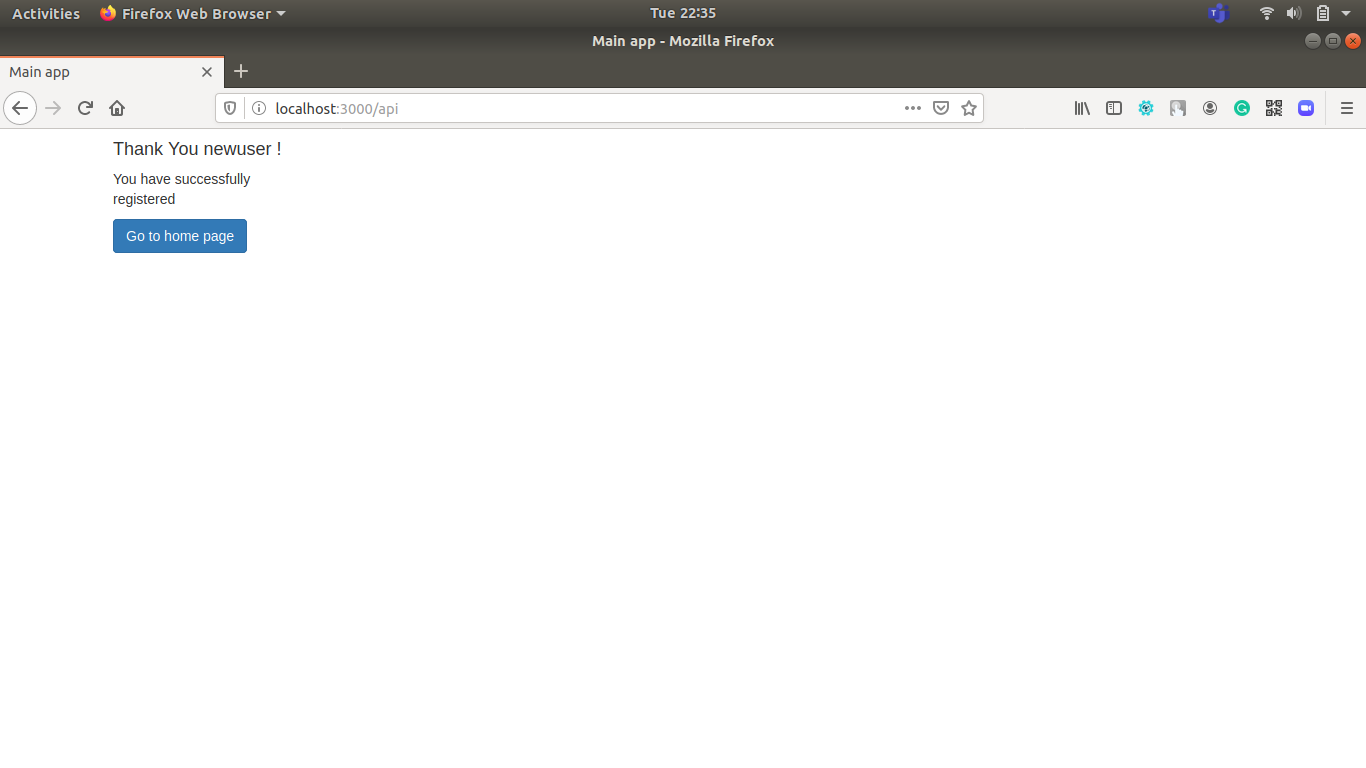 Activities Firefox Web Browser Tue 22:35
Main app - Mozilla Firefox
Main app
localhost:3000/api
Thank You newuser !
You have successfully
registered
Go to home page